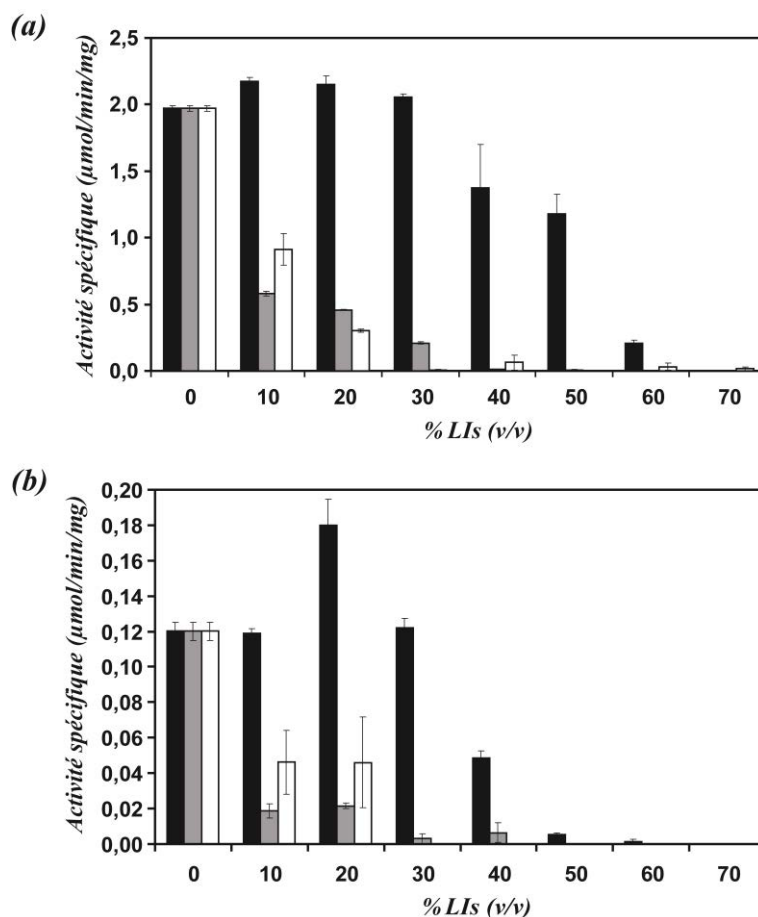 (a)
Activité spécifique (µmol/min/mg)
2,5
2,0
1,5
1,0
0,5
0,0
0 10 20 30 40 50 60 70
% LIs (v/v)
(b)
Activité spécifique (µmol/min/mg)
0,20
0,18
0,16
0,14
0,12
0,10
0,08
0,06
0,04
0,02
0,00
0 10 20 30 40 50 60 70
% LIs (v/v)